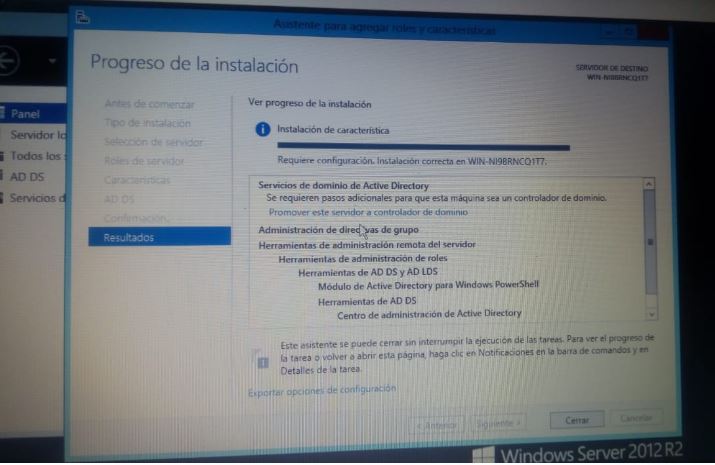 Asistente para agregar roles y características
Progreso de la instalación
SERVIDOR DE DESTINO
WIN-NI9BRNCQ1T7
Panel
Servidor lo
Todos los
AD DS
Servicios d
Antes de comenzar
Tipo de instalación
Selección de servidor
Roles de servidor
Características
AD DS
Confirmación
Resultados
Ver progreso de la instalación
Instalación de característica
Requiere configuración. Instalación correcta en WIN-NI9BRNCQ1T7.
Servicios de dominio de Active Directory
Se requieren pasos adicionales para que esta máquina sea un controlador de dominio.
Promover este servidor a controlador de dominio
Administración de directivas de grupo
Herramientas de administración remota del servidor
Herramientas de administración de roles
Herramientas de AD DS y AD LDS
Módulo de Active Directory para Windows PowerShell
Herramientas de AD DS
Centro de administración de Active Directory
Este asistente se puede cerrar sin interrumpir la ejecución de las tareas. Para ver el progreso de
la tarea o volver a abrir esta página, haga clic en Notificaciones en la barra de comandos y en
Detalles de la tarea.
Exportar opciones de configuración
< Anterior
Siguiente >
Cerrar
Cancelar
Windows Server 2012 R2